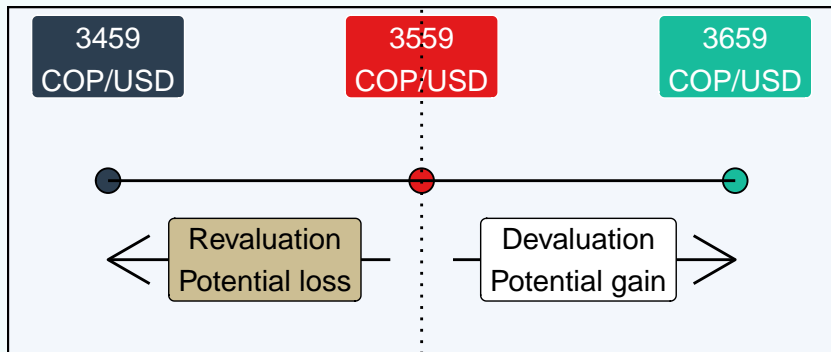 3459
COP/USD
3559
COP/USD
3659
COP/USD
Revaluation
Potential loss
Devaluation
Potential gain